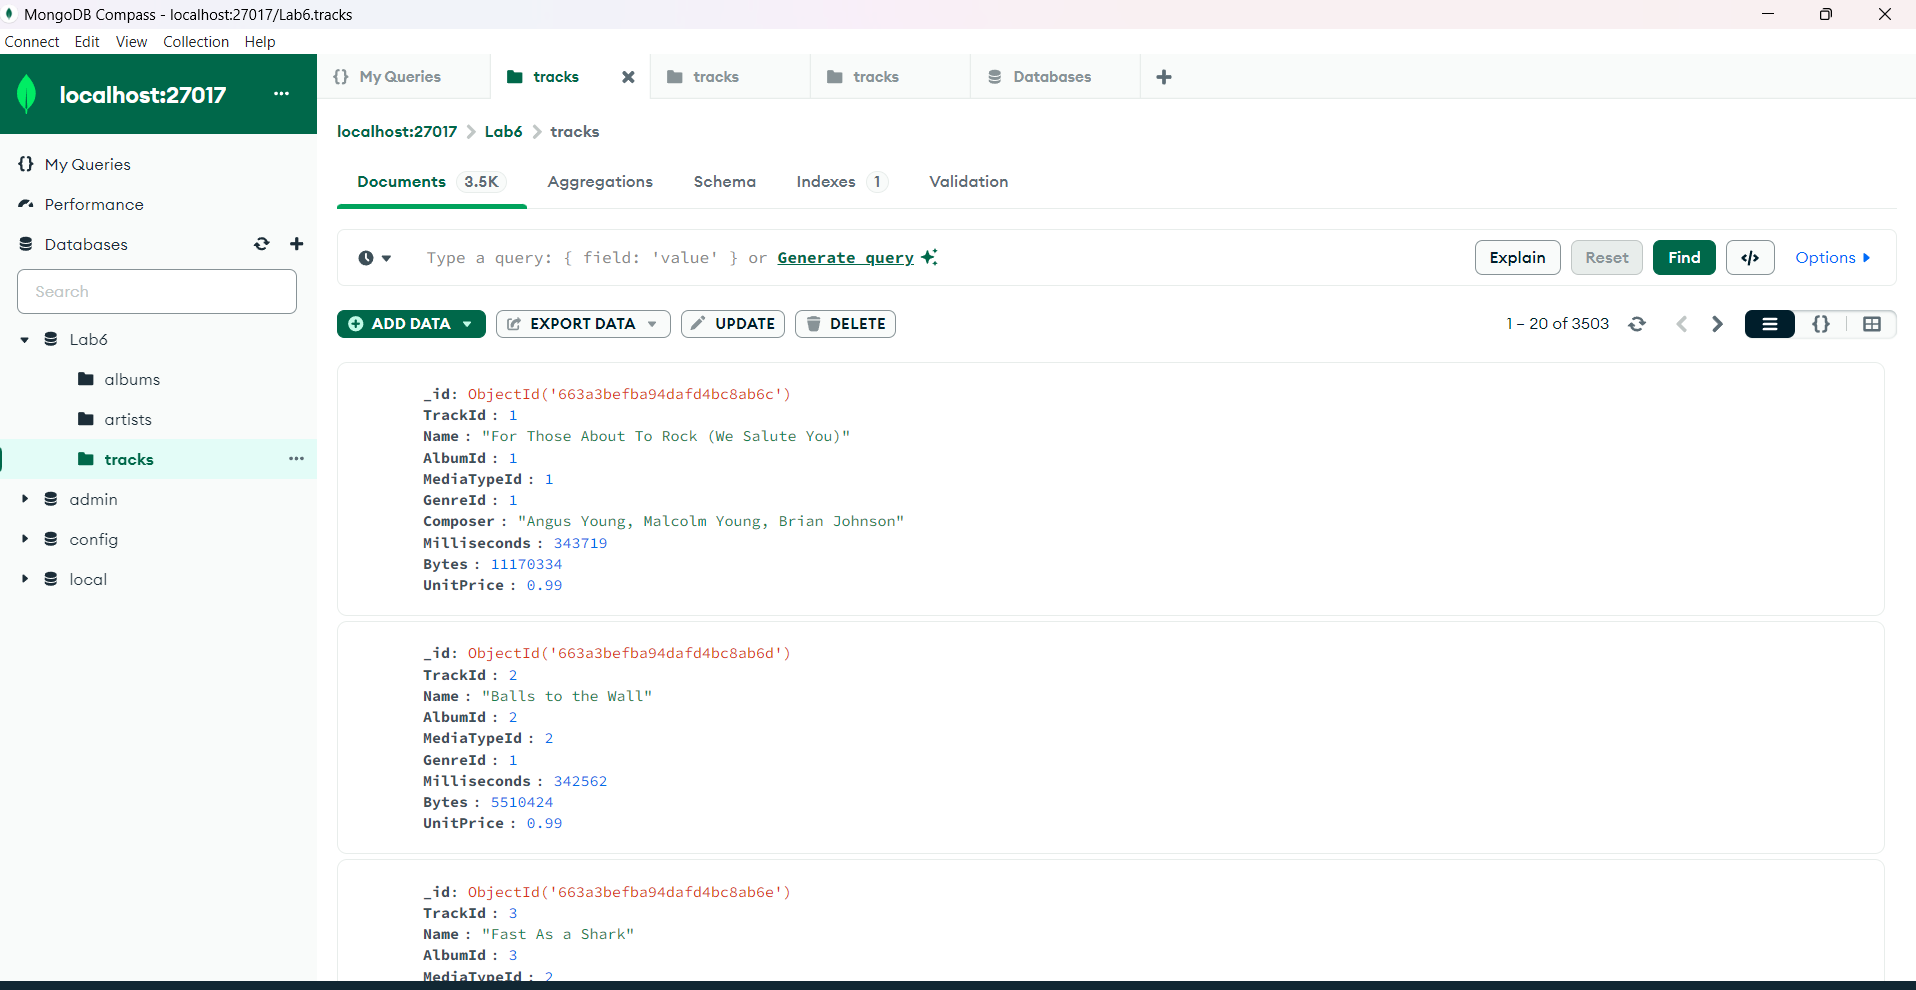 MongoDB Compass - localhost:27017/Lab6.tracks
Connect Edit View Collection Help
localhost:27017
My Queries
Performance
Databases
Search
Lab6
albums
artists
tracks
admin
config
local
{} My Queries
tracks
tracks
tracks
Databases
localhost:27017 > Lab6 > tracks
Documents 3.5K Aggregations Schema Indexes 1 Validation
Type a query: { field: 'value' } or Generate query
Explain Reset Find </> Options
ADD DATA EXPORT DATA UPDATE DELETE
1 – 20 of 3503
{}
_id: ObjectId('663a3befba94dafd4bc8ab6c')
TrackId : 1
Name : "For Those About To Rock (We Salute You)"
AlbumId : 1
MediaTypeId : 1
GenreId : 1
Composer : "Angus Young, Malcolm Young, Brian Johnson"
Milliseconds : 343719
Bytes : 11170334
UnitPrice : 0.99
_id: ObjectId('663a3befba94dafd4bc8ab6d')
TrackId : 2
Name : "Balls to the Wall"
AlbumId : 2
MediaTypeId : 2
GenreId : 1
Milliseconds : 342562
Bytes : 5510424
UnitPrice : 0.99
_id: ObjectId('663a3befba94dafd4bc8ab6e')
TrackId : 3
Name : "Fast As a Shark"
AlbumId : 3
MediaTypeId : 2